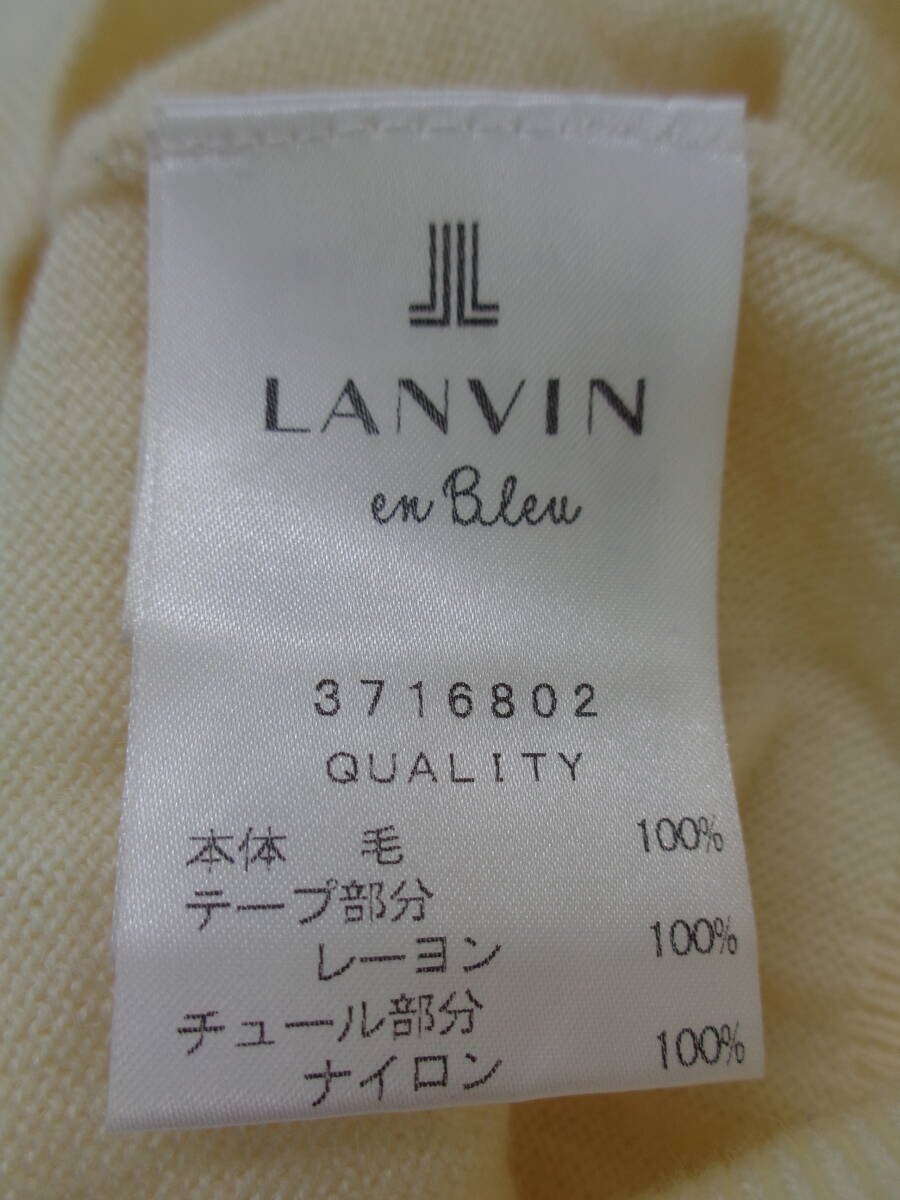 LANVIN
en Bleu
3716802
QUALITY
本体 毛 100%
テープ部分
レーヨン 100%
チュール部分
ナイロン 100%